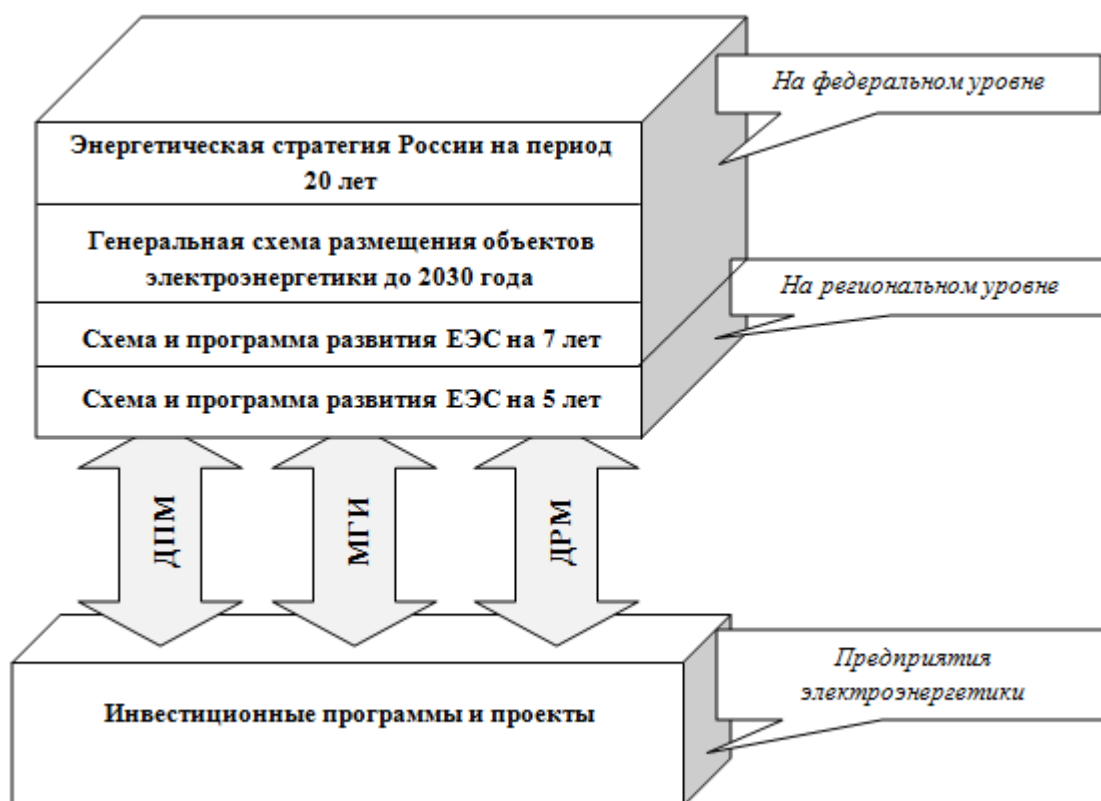 На федеральном уровне
Энергетическая стратегия России на период
20 лет
Генеральная схема размещения объектов
электроэнергетики до 2030 года
На региональном уровне
Схема и программа развития ЕЭС на 7 лет
Схема и программа развития ЕЭС на 5 лет
ДПМ
МГИ
ДРМ
Предприятия
электроэнергетики
Инвестиционные программы и проекты